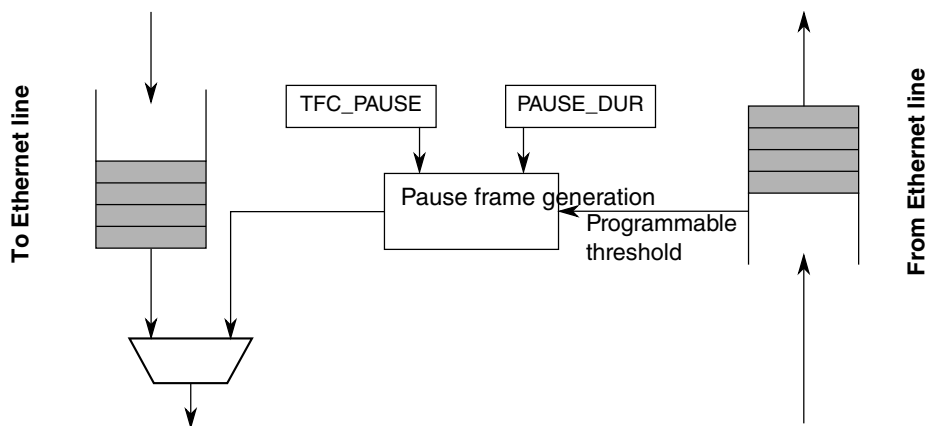 To Ethernet line
TFC_PAUSE
PAUSE_DUR
Pause frame generation
Programmable
threshold
From Ethernet line